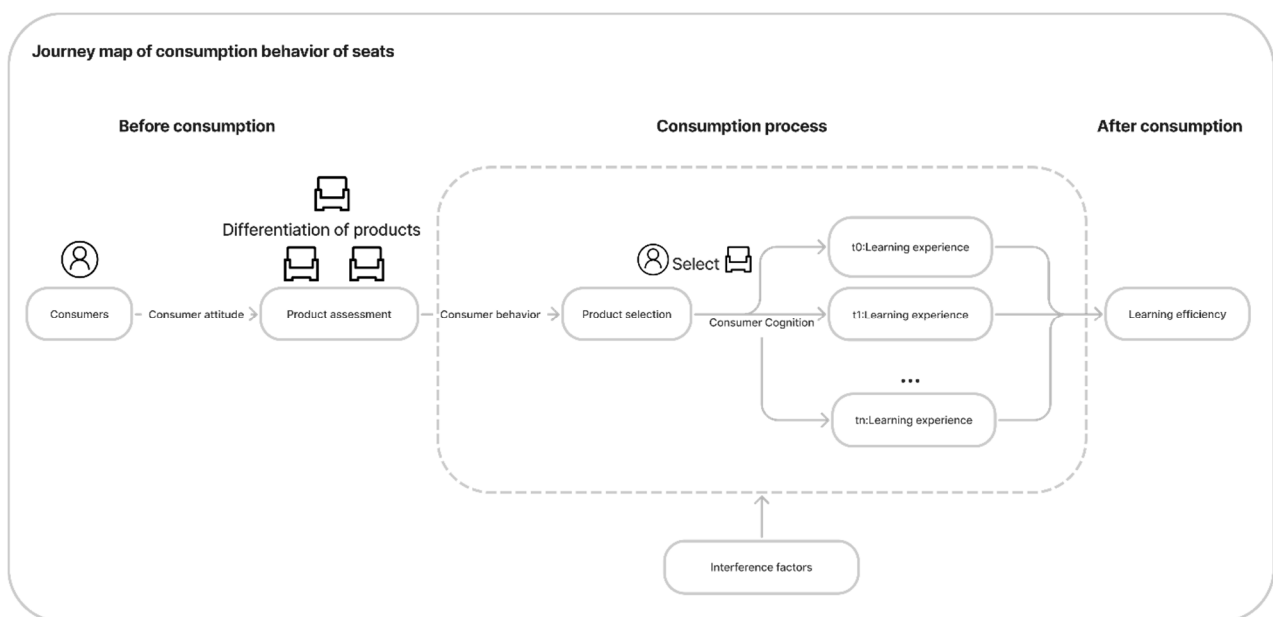 Journey map of consumption behavior of seats
Before consumption
Consumption process
After consumption
Differentiation of products
Select
Consumers
Consumer attitude
Product assessment
Consumer behavior
Product selection
Consumer Cognition
t0:Learning experience
t1:Learning experience
...
tn:Learning experience
Learning efficiency
Interference factors